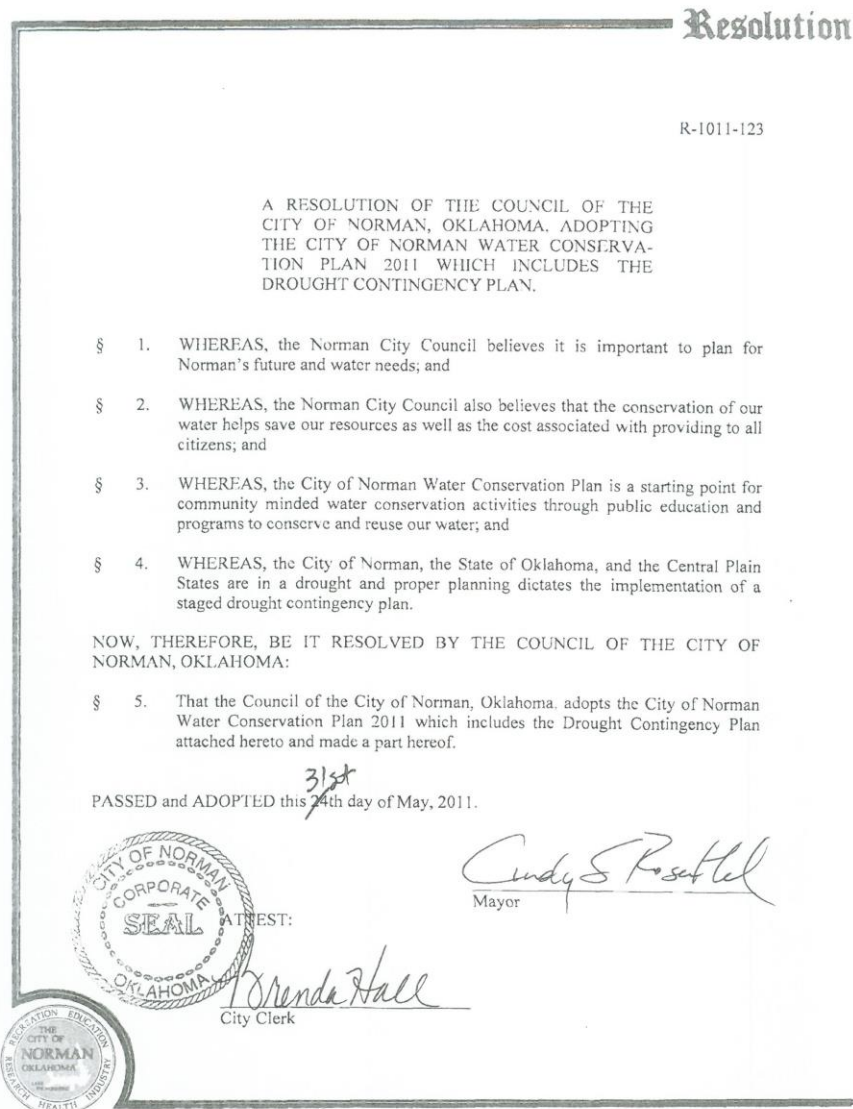 Resolution
R-1011-123
A RESOLUTION OF THE COUNCIL OF THE
CITY OF NORMAN, OKLAHOMA, ADOPTING
THE CITY OF NORMAN WATER CONSERVA-
TION PLAN 2011 WHICH INCLUDES THE
DROUGHT CONTINGENCY PLAN.
§ 1. WHEREAS, the Norman City Council believes it is important to plan for
Norman's future and water needs; and
§ 2. WHEREAS, the Norman City Council also believes that the conservation of our
water helps save our resources as well as the cost associated with providing to all
citizens; and
§ 3. WHEREAS, the City of Norman Water Conservation Plan is a starting point for
community minded water conservation activities through public education and
programs to conserve and reuse our water; and
§ 4. WHEREAS, the City of Norman, the State of Oklahoma, and the Central Plain
States are in a drought and proper planning dictates the implementation of a
staged drought contingency plan.
NOW, THEREFORE, BE IT RESOLVED BY THE COUNCIL OF THE CITY OF
NORMAN, OKLAHOMA:
§ 5. That the Council of the City of Norman, Oklahoma, adopts the City of Norman
Water Conservation Plan 2011 which includes the Drought Contingency Plan
attached hereto and made a part hereof.
31st
PASSED and ADOPTED this 24th day of May, 2011.
CITY OF NORMAN
CORPORATE
SEAL
OKLAHOMA
Cindy S Rosenthal
Mayor
ATTEST:
Brenda Hall
City Clerk
RECREATION EDUCATION
THE
CITY OF
NORMAN
OKLAHOMA
RESEARCH HEALTH INDUSTRY